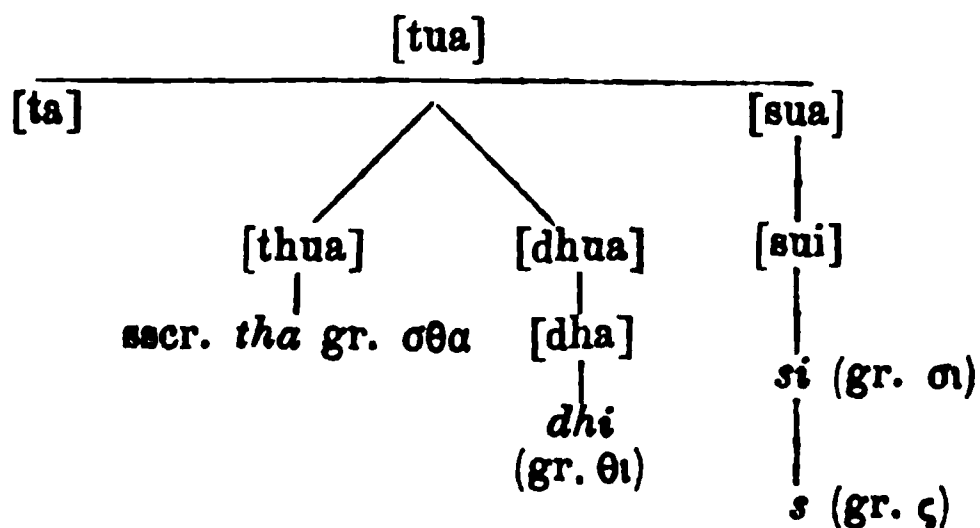 [tua]
[ta] [sua]
[thua] [dhua] [sui]
sscr. tha gr. σθα [dha]
si (gr. σι)
dhi
(gr. θι)
s (gr. ς)